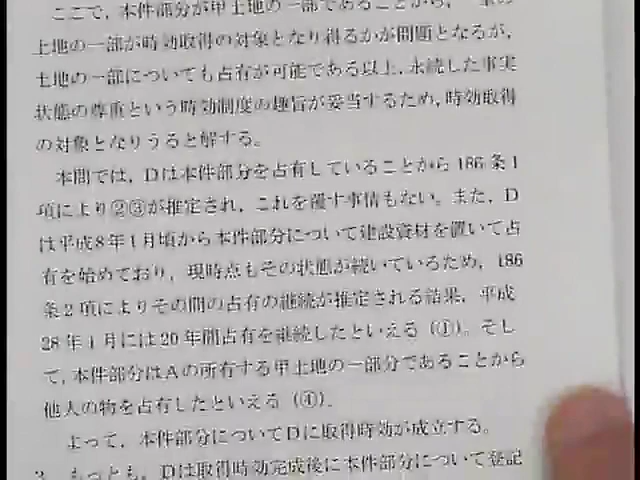 ここで，本件部分が甲土地の一部であることから，一筆の
土地の一部が時効取得の対象となり得るかが問題となるが，
土地の一部についても占有が可能である以上，永続した事実
状態の尊重という時効制度の趣旨が妥当するため，時効取得
の対象となりうると解する。
本問では，Dは本件部分を占有していることから186条1
項により②③が推定され，これを覆す事情もない。また，D
は平成8年1月頃から本件部分について建設資材を置いて占
有を始めており，現時点もその状態が続いているため，186
条2項によりその間の占有の継続が推定される結果，平成
28年1月には20年間占有を継続したといえる（①）。そし
て，本件部分はAの所有する甲土地の一部分であることから
他人の物を占有したといえる（④）。
よって，本件部分についてDに取得時効が成立する。
3 もっとも，Dは取得時効完成後に本件部分について登記